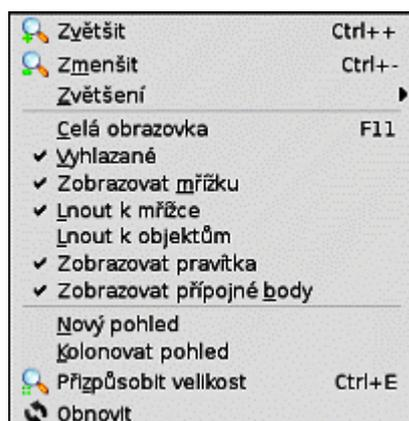 Zvětšit Ctrl++
Zmenšit Ctrl+-
Zvětšení
Celá obrazovka F11
Vyhlazané
Zobrazovat mřížku
Lnout k mřížce
Lnout k objektům
Zobrazovat pravítka
Zobrazovat přípojné body
Nový pohled
Kolonovat pohled
Přizpůsobit velikost Ctrl+E
Obnovit